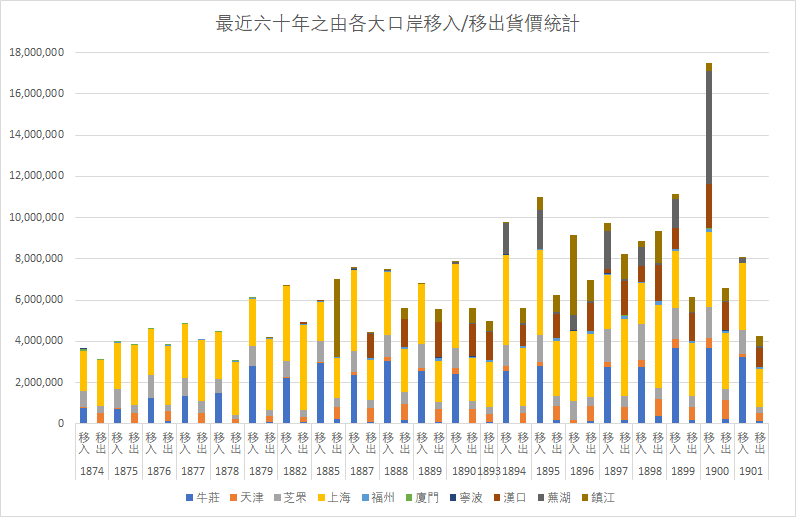 最近六十年之由各大口岸移入/移出貨價統計
18,000,000
16,000,000
14,000,000
12,000,000
10,000,000
8,000,000
6,000,000
4,000,000
2,000,000
0
移入 移出 移入 移出 移入 移出 移入 移出 移入 移出 移入 移出 移入 移出 移入 移出 移入 移出 移入 移出 移入 移出 移入 移出 移出 移入 移出 移入 移出 移入 移出 移入 移出 移入 移出 移入 移出 移入 移出 移入 移出
1874 1875 1876 1877 1878 1879 1882 1885 1887 1888 1889 1890 1893 1894 1895 1896 1897 1898 1899 1900 1901
牛莊 天津 芝罘 上海 福州 廈門 寧波 漢口 蕪湖 鎮江